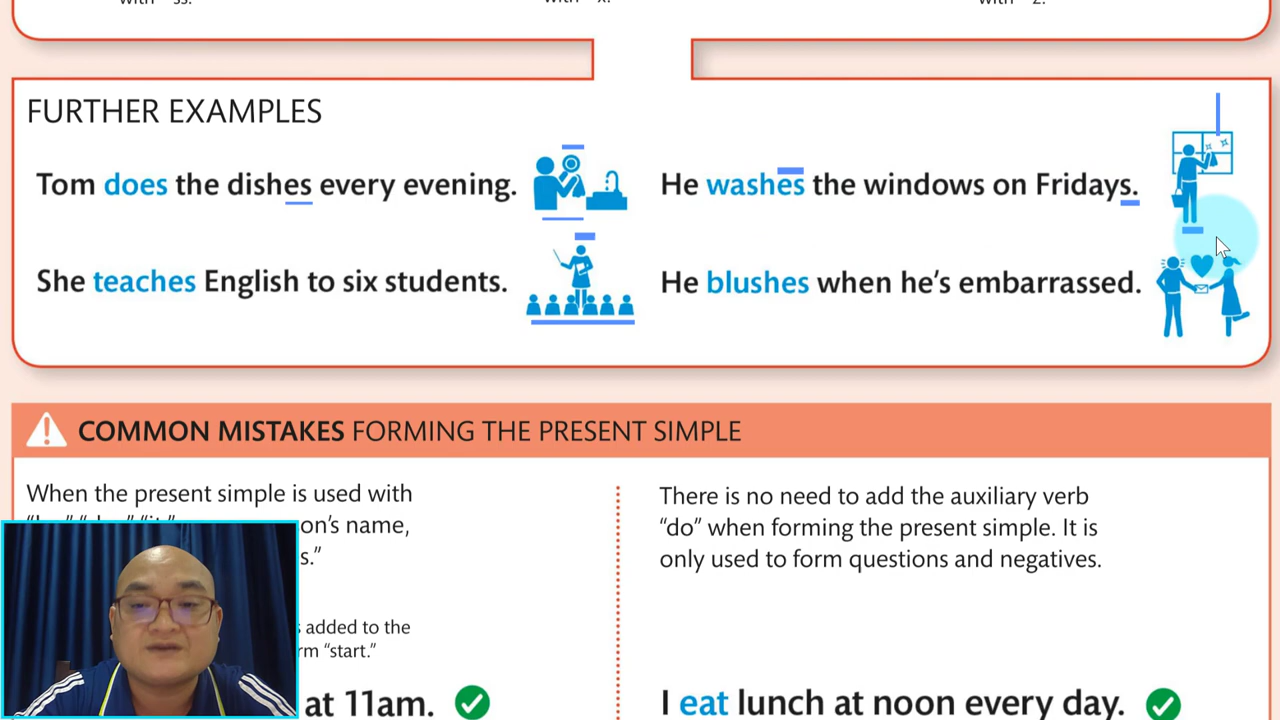 with "-ss."
with "-x."
with "-z."
FURTHER EXAMPLES
Tom does the dishes every evening.
He washes the windows on Fridays.
She teaches English to six students.
He blushes when he's embarrassed.
COMMON MISTAKES FORMING THE PRESENT SIMPLE
When the present simple is used with
on's name,
s."
There is no need to add the auxiliary verb
"do" when forming the present simple. It is
only used to form questions and negatives.
s added to the
rm "start."
at 11am.
I eat lunch at noon every day.